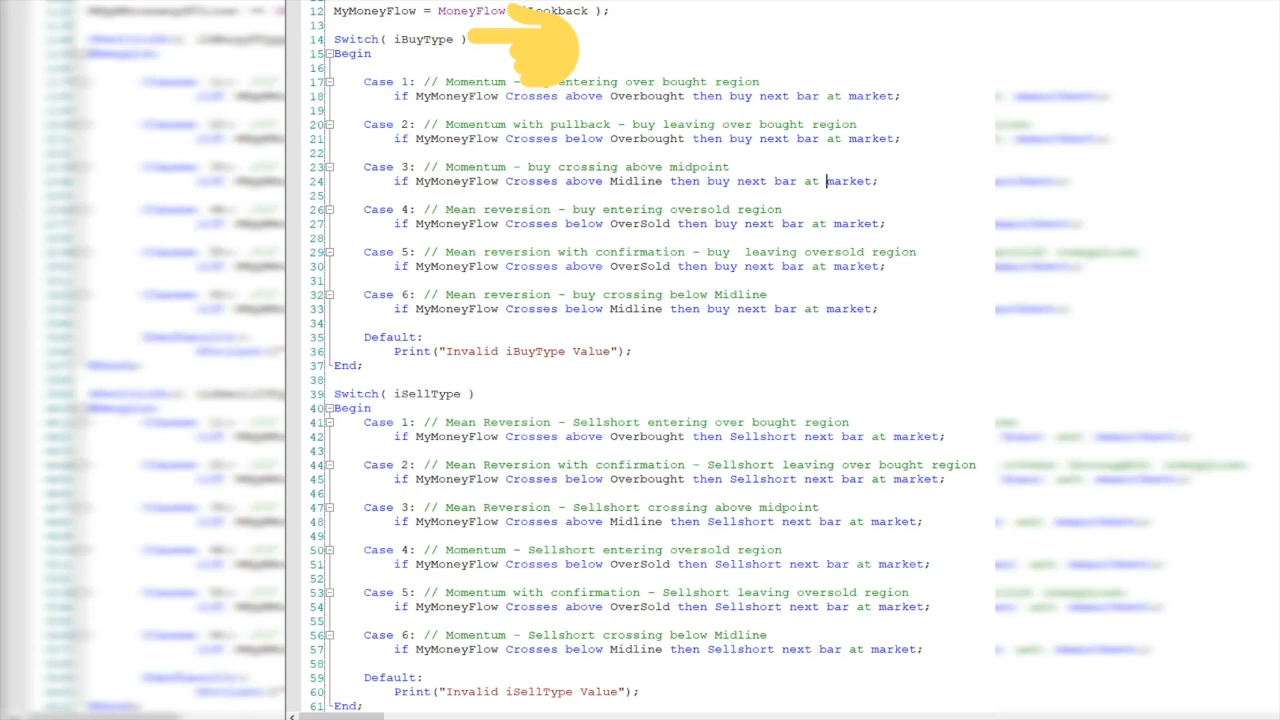 12 MyMoneyFlow = MoneyFlow Lookback );
13
14 Switch( iBuyType )
15 Begin
16
17 Case 1: // Momentum - entering over bought region
18 if MyMoneyFlow Crosses above Overbought then buy next bar at market;
19
20 Case 2: // Momentum with pullback - buy leaving over bought region
21 if MyMoneyFlow Crosses below Overbought then buy next bar at market;
22
23 Case 3: // Momentum - buy crossing above midpoint
24 if MyMoneyFlow Crosses above Midline then buy next bar at market;
25
26 Case 4: // Mean reversion - buy entering oversold region
27 if MyMoneyFlow Crosses below OverSold then buy next bar at market;
28
29 Case 5: // Mean reversion with confirmation - buy  leaving oversold region
30 if MyMoneyFlow Crosses above OverSold then buy next bar at market;
31
32 Case 6: // Mean reversion - buy crossing below Midline
33 if MyMoneyFlow Crosses below Midline then buy next bar at market;
34
35 Default:
36 Print("Invalid iBuyType Value");
37 End;
38
39 Switch( iSellType )
40 Begin
41 Case 1: // Mean Reversion - Sellshort entering over bought region
42 if MyMoneyFlow Crosses above Overbought then Sellshort next bar at market;
43
44 Case 2: // Mean Reversion with confirmation - Sellshort leaving over bought region
45 if MyMoneyFlow Crosses below Overbought then Sellshort next bar at market;
46
47 Case 3: // Mean Reversion - Sellshort crossing above midpoint
48 if MyMoneyFlow Crosses above Midline then Sellshort next bar at market;
49
50 Case 4: // Momentum - Sellshort entering oversold region
51 if MyMoneyFlow Crosses below OverSold then Sellshort next bar at market;
52
53 Case 5: // Momentum with confirmation - Sellshort leaving oversold region
54 if MyMoneyFlow Crosses above OverSold then Sellshort next bar at market;
55
56 Case 6: // Momentum - Sellshort crossing below Midline
57 if MyMoneyFlow Crosses below Midline then Sellshort next bar at market;
58
59 Default:
60 Print("Invalid iSellType Value");
61 End;